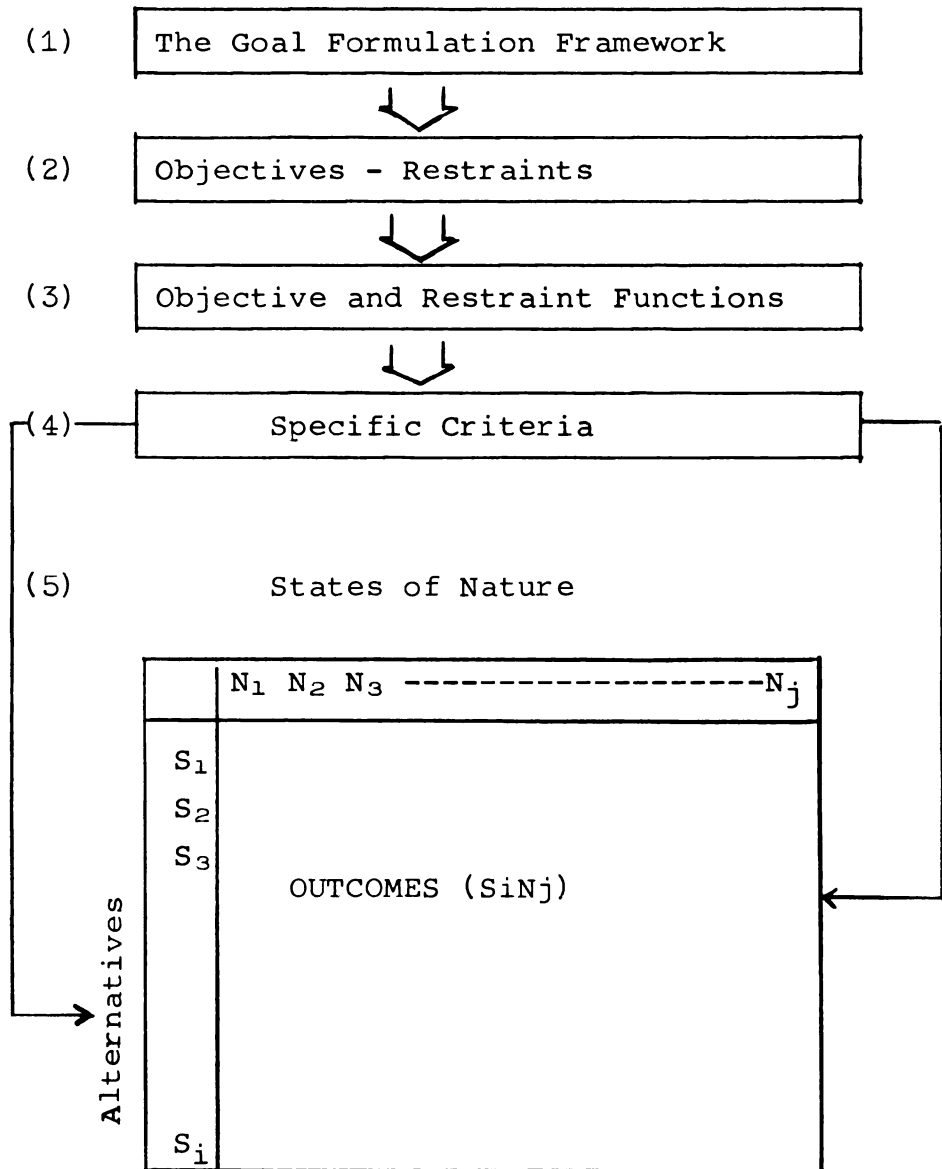 (1) The Goal Formulation Framework
(2) Objectives - Restraints
(3) Objective and Restraint Functions
(4) Specific Criteria
(5) States of Nature
N₁ N₂ N₃ --------------------Nⱼ
S₁
S₂
S₃
OUTCOMES (SiNj)
Alternatives
Sᵢ